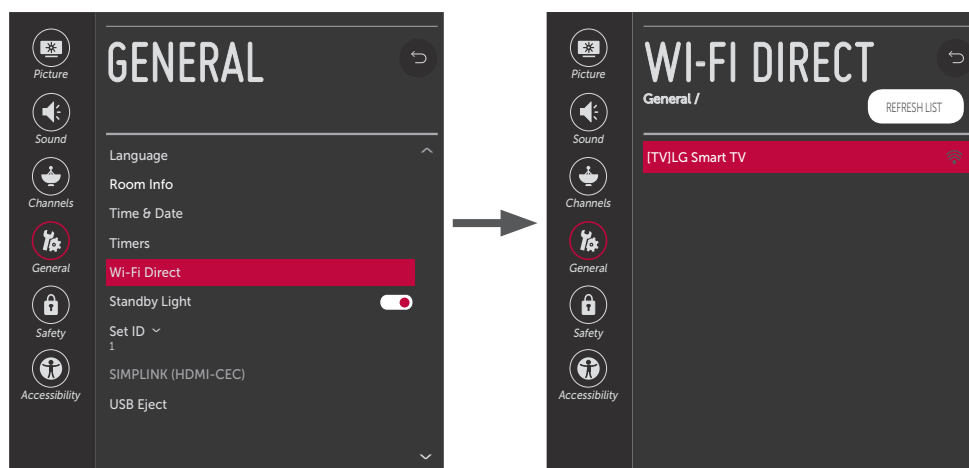 GENERAL
Picture
Sound
Channels
General
Safety
Accessibility
Language
Room Info
Time & Date
Timers
Wi-Fi Direct
Standby Light
Set ID
1
SIMPLINK (HDMI-CEC)
USB Eject
WI-FI DIRECT
General /
REFRESH LIST
Picture
Sound
Channels
General
Safety
Accessibility
[TV]LG Smart TV